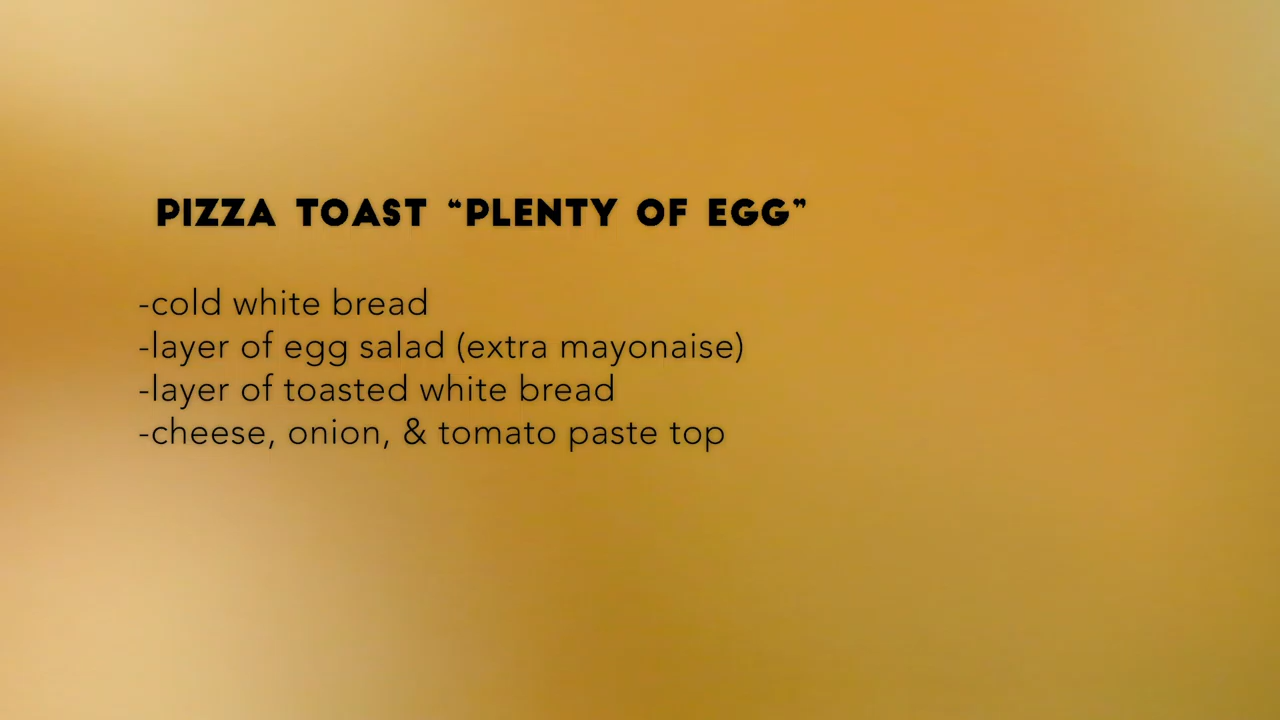 PIZZA TOAST “PLENTY OF EGG”
-cold white bread
-layer of egg salad (extra mayonaise)
-layer of toasted white bread
-cheese, onion, & tomato paste top